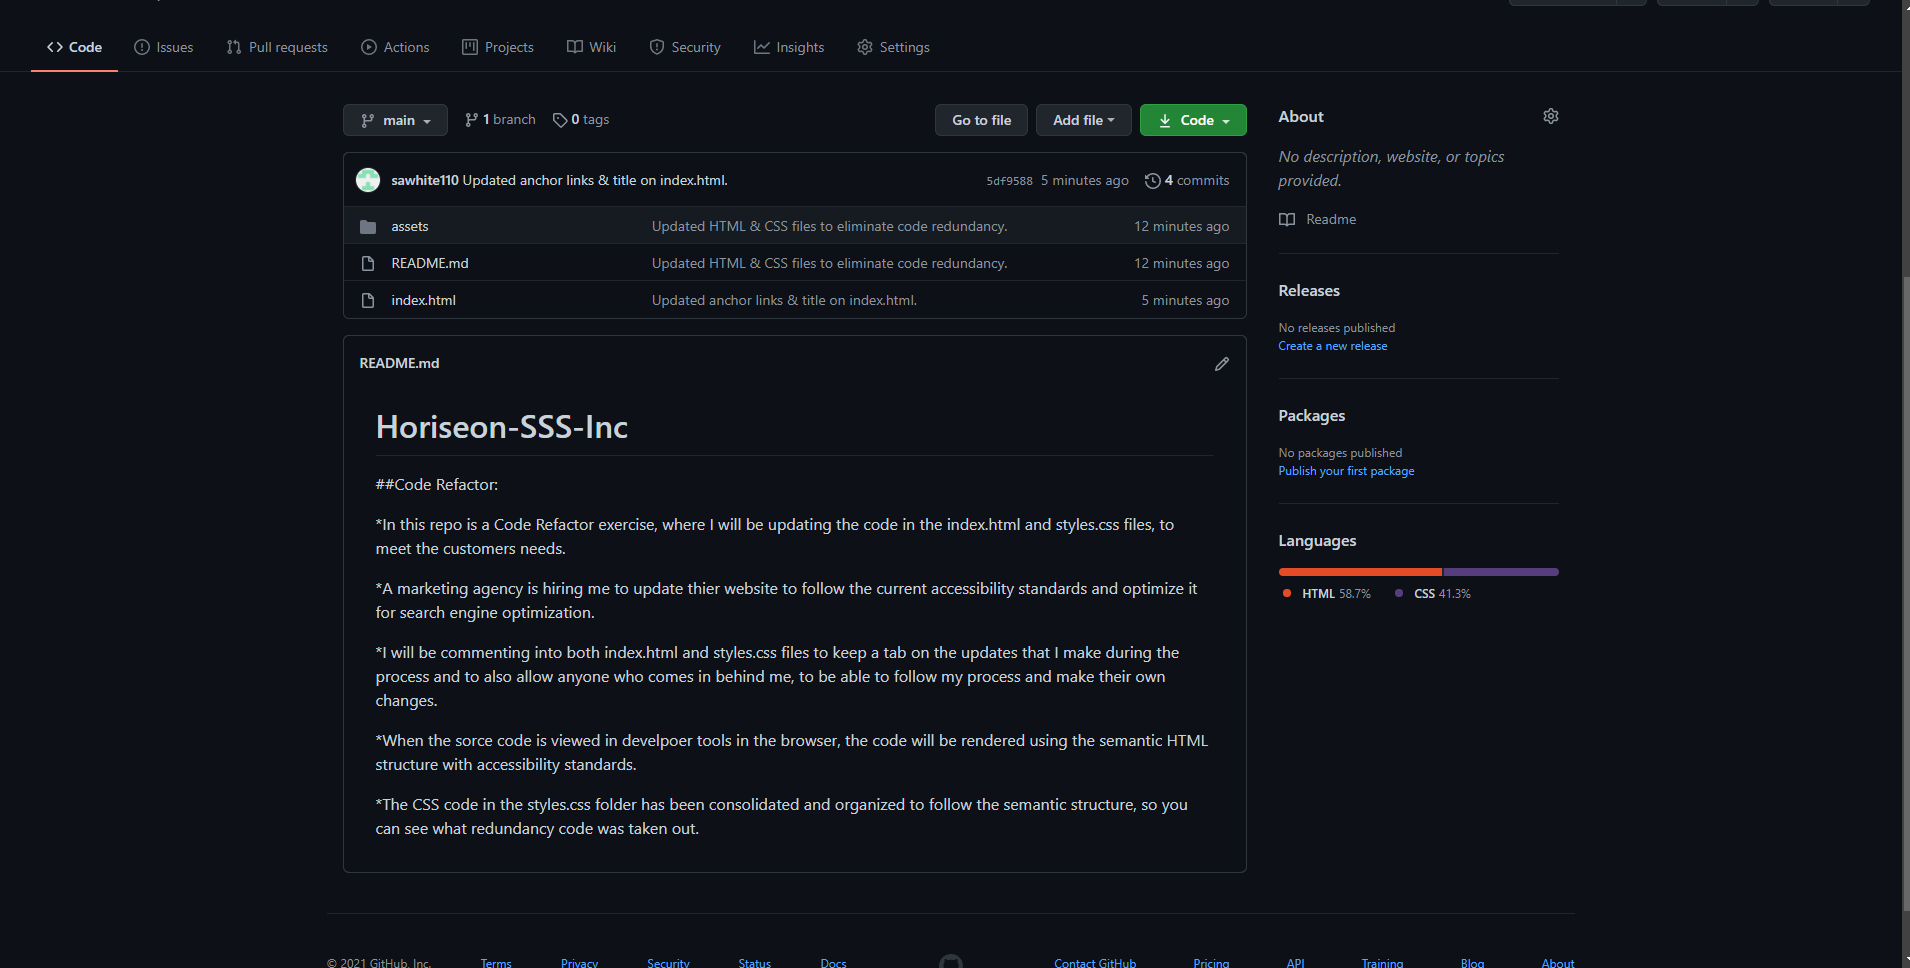 Code Issues Pull requests Actions Projects Wiki Security Insights Settings
main 1 branch 0 tags Go to file Add file Code
sawhite110 Updated anchor links & title on index.html. 5df9588 5 minutes ago 4 commits
assets Updated HTML & CSS files to eliminate code redundancy. 12 minutes ago
README.md Updated HTML & CSS files to eliminate code redundancy. 12 minutes ago
index.html Updated anchor links & title on index.html. 5 minutes ago
README.md
Horiseon-SSS-Inc
##Code Refactor:
*In this repo is a Code Refactor exercise, where I will be updating the code in the index.html and styles.css files, to
meet the customers needs.
*A marketing agency is hiring me to update thier website to follow the current accessibility standards and optimize it
for search engine optimization.
*I will be commenting into both index.html and styles.css files to keep a tab on the updates that I make during the
process and to also allow anyone who comes in behind me, to be able to follow my process and make their own
changes.
*When the sorce code is viewed in develpoer tools in the browser, the code will be rendered using the semantic HTML
structure with accessibility standards.
*The CSS code in the styles.css folder has been consolidated and organized to follow the semantic structure, so you
can see what redundancy code was taken out.
About
No description, website, or topics
provided.
Readme
Releases
No releases published
Create a new release
Packages
No packages published
Publish your first package
Languages
HTML 58.7% CSS 41.3%
© 2021 GitHub, Inc. Terms Privacy Security Status Docs Contact GitHub Pricing API Training Blog About